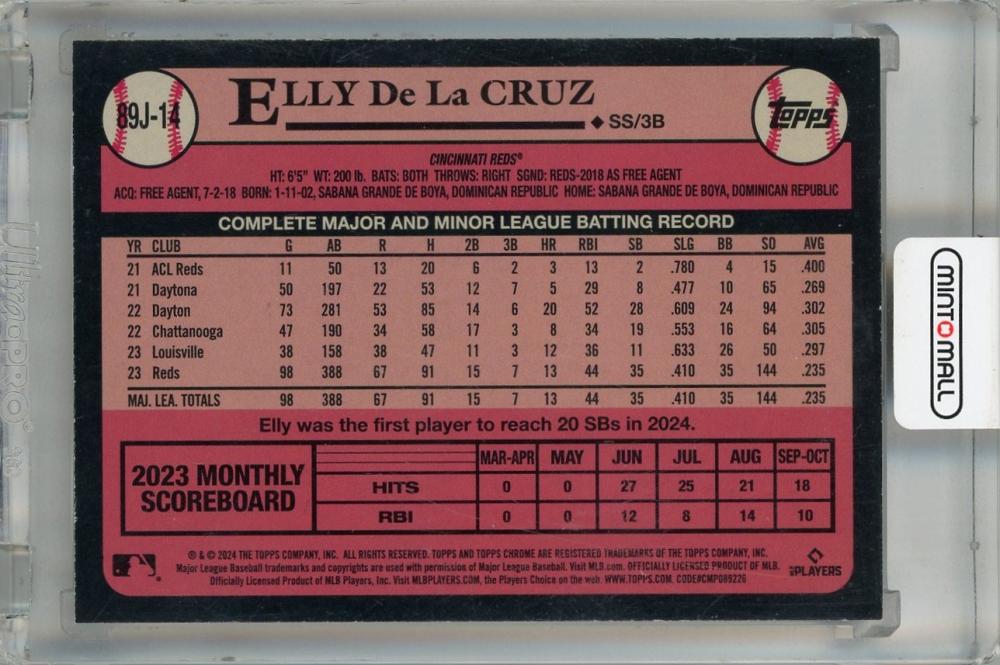 89J-14
ELLY De La CRUZ
◆ SS/3B
TOPPS
CINCINNATI REDS®
HT: 6'5" WT: 200 lb. BATS: BOTH THROWS: RIGHT SGND: REDS-2018 AS FREE AGENT
ACQ: FREE AGENT, 7-2-18 BORN: 1-11-02, SABANA GRANDE DE BOYA, DOMINICAN REPUBLIC HOME: SABANA GRANDE DE BOYA, DOMINICAN REPUBLIC
COMPLETE MAJOR AND MINOR LEAGUE BATTING RECORD
YR CLUB G AB R H 2B 3B HR RBI SB SLG BB SO AVG
21 ACL Reds 11 50 13 20 6 2 3 13 2 .780 4 15 .400
21 Daytona 50 197 22 53 12 7 5 29 8 .477 10 65 .269
22 Dayton 73 281 53 85 14 6 20 52 28 .609 24 94 .302
22 Chattanooga 47 190 34 58 17 3 8 34 19 .553 16 64 .305
23 Louisville 38 158 38 47 11 3 12 36 11 .633 26 50 .297
23 Reds 98 388 67 91 15 7 13 44 35 .410 35 144 .235
MAJ. LEA. TOTALS 98 388 67 91 15 7 13 44 35 .410 35 144 .235
Elly was the first player to reach 20 SBs in 2024.
2023 MONTHLY
SCOREBOARD
MAR-APR MAY JUN JUL AUG SEP-OCT
HITS 0 0 27 25 21 18
RBI 0 0 12 8 14 10
® & © 2024 THE TOPPS COMPANY, INC. ALL RIGHTS RESERVED. TOPPS AND TOPPS CHROME ARE REGISTERED TRADEMARKS OF THE TOPPS COMPANY, INC.
Major League Baseball trademarks and copyrights are used with permission of Major League Baseball. Visit MLB.com. OFFICIALLY LICENSED PRODUCT OF MLB.
Officially Licensed Product of MLB Players, Inc. Visit MLBPLAYERS.COM, the Players Choice on the web. WWW.TOPPS.COM. CODE#CMP089226
MLBPLAYERS
MINT MALL
UltraPRO